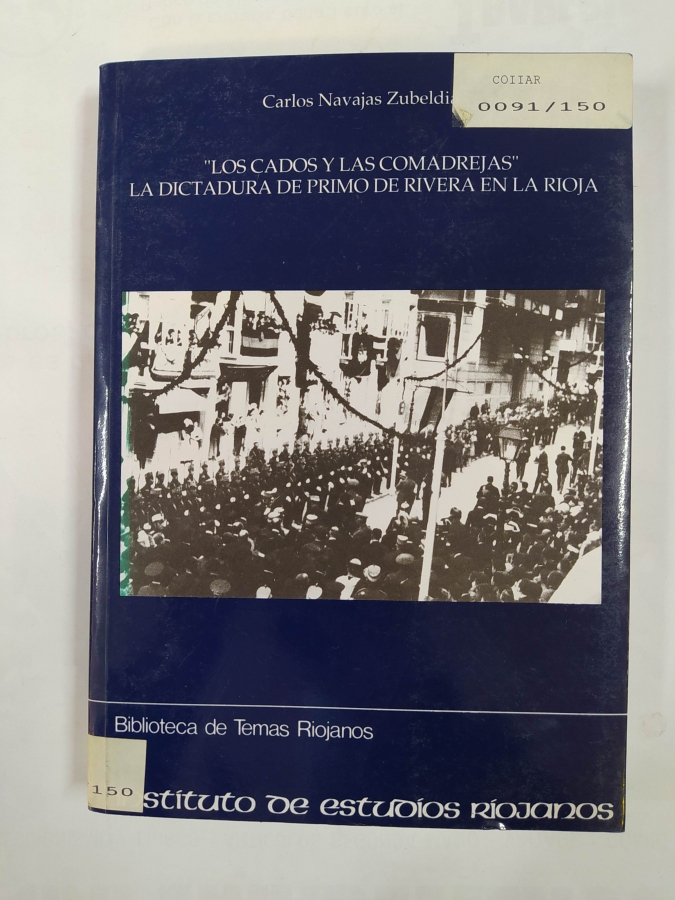 COIIAR
0091/150
Carlos Navajas Zubeldia
"LOS CADOS Y LAS COMADREJAS"
LA DICTADURA DE PRIMO DE RIVERA EN LA RIOJA
Biblioteca de Temas Riojanos
150
stituto de estudios riojanos